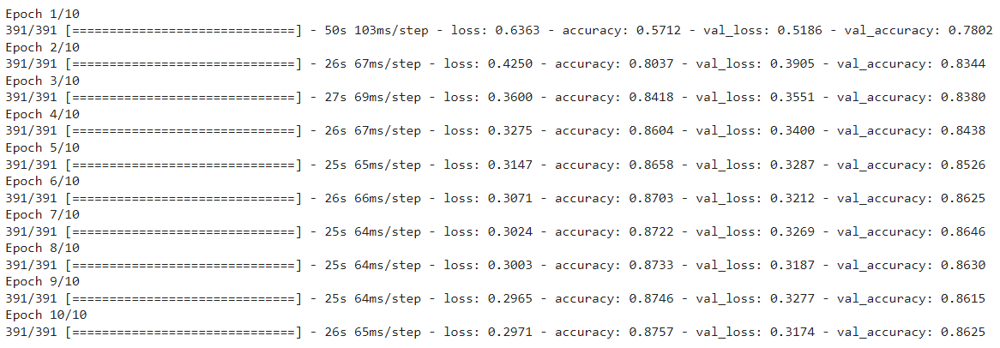 Epoch 1/10
391/391 [==============================] - 50s 103ms/step - loss: 0.6363 - accuracy: 0.5712 - val_loss: 0.5186 - val_accuracy: 0.7802
Epoch 2/10
391/391 [==============================] - 26s 67ms/step - loss: 0.4250 - accuracy: 0.8037 - val_loss: 0.3905 - val_accuracy: 0.8344
Epoch 3/10
391/391 [==============================] - 27s 69ms/step - loss: 0.3600 - accuracy: 0.8418 - val_loss: 0.3551 - val_accuracy: 0.8380
Epoch 4/10
391/391 [==============================] - 26s 67ms/step - loss: 0.3275 - accuracy: 0.8604 - val_loss: 0.3400 - val_accuracy: 0.8438
Epoch 5/10
391/391 [==============================] - 25s 65ms/step - loss: 0.3147 - accuracy: 0.8658 - val_loss: 0.3287 - val_accuracy: 0.8526
Epoch 6/10
391/391 [==============================] - 26s 66ms/step - loss: 0.3071 - accuracy: 0.8703 - val_loss: 0.3212 - val_accuracy: 0.8625
Epoch 7/10
391/391 [==============================] - 25s 64ms/step - loss: 0.3024 - accuracy: 0.8722 - val_loss: 0.3269 - val_accuracy: 0.8646
Epoch 8/10
391/391 [==============================] - 25s 64ms/step - loss: 0.3003 - accuracy: 0.8733 - val_loss: 0.3187 - val_accuracy: 0.8630
Epoch 9/10
391/391 [==============================] - 25s 64ms/step - loss: 0.2965 - accuracy: 0.8746 - val_loss: 0.3277 - val_accuracy: 0.8615
Epoch 10/10
391/391 [==============================] - 26s 65ms/step - loss: 0.2971 - accuracy: 0.8757 - val_loss: 0.3174 - val_accuracy: 0.8625